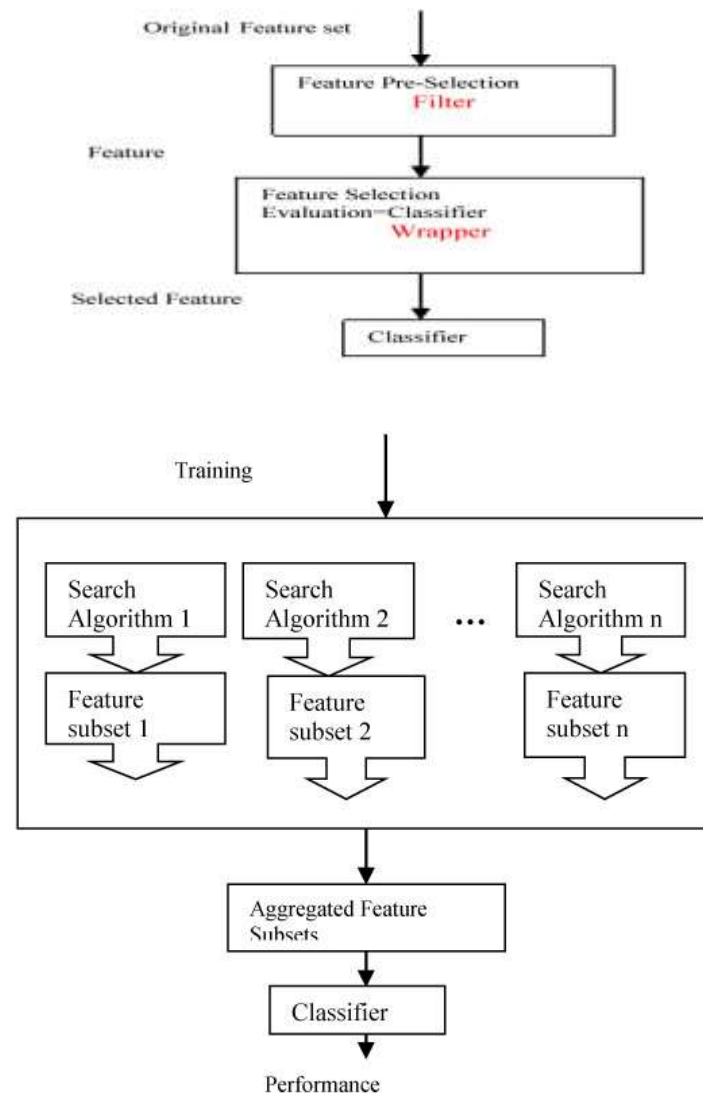 Original Feature set
Feature Pre-Selection
Filter
Feature
Feature Selection
Evaluation=Classifier
Wrapper
Selected Feature
Classifier
Training
Search
Algorithm 1
Search
Algorithm 2
...
Search
Algorithm n
Feature
subset 1
Feature
subset 2
Feature
subset n
Aggregated Feature
Subsets
Classifier
Performance